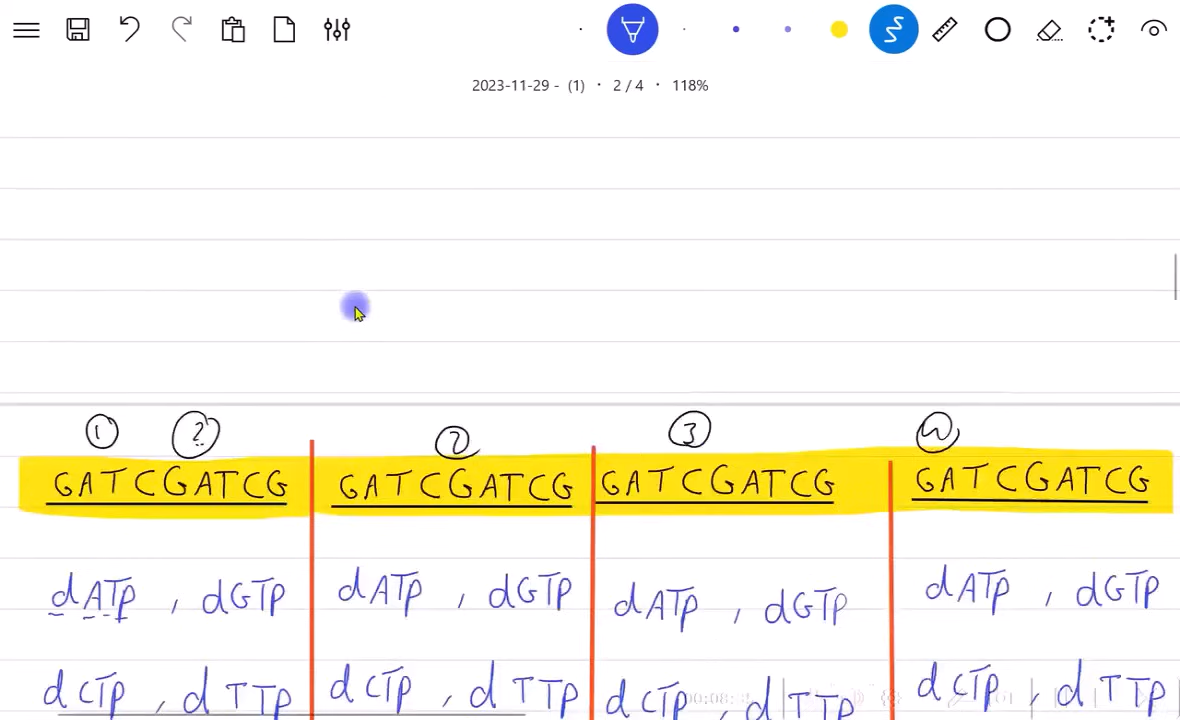 2023-11-29 - (1) · 2 / 4 · 118%
① ② ② ③
GATCGATCG GATCGATCG GATCGATCG GATCGATCG
dATP , dGTP dATP , dGTP dATP , dGTP dATP , dGTP
dCTP , dTTP dCTP , dTTP dCTP , dTTP dCTP , dTTP